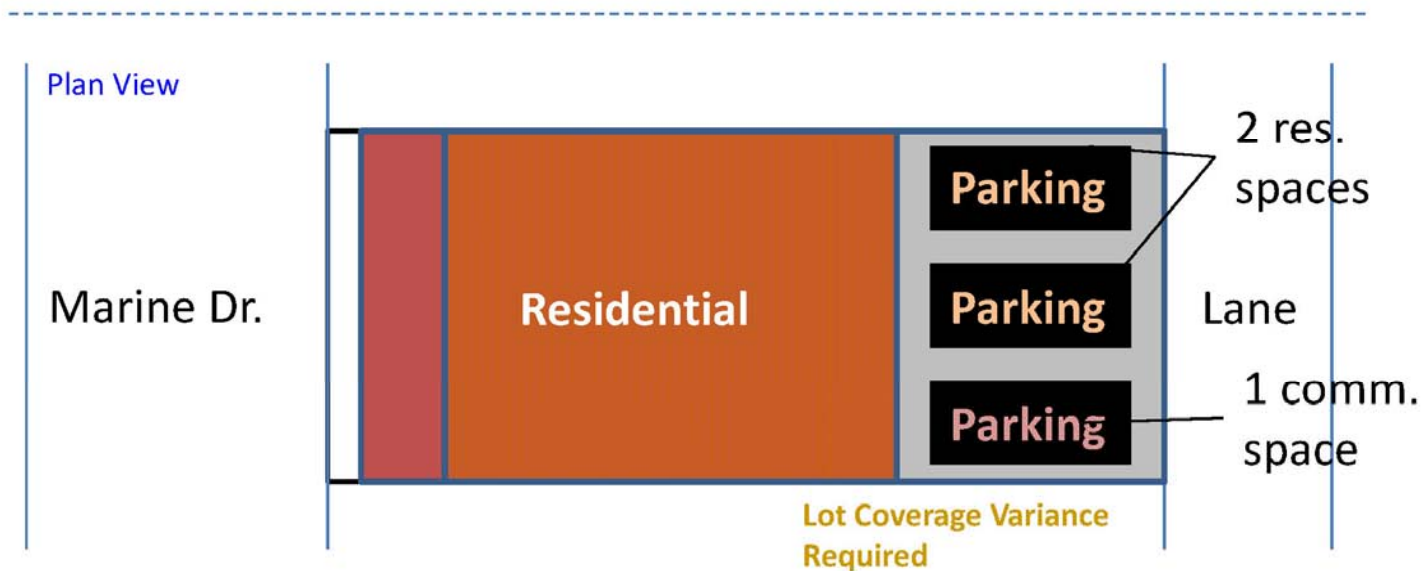 Plan View
Marine Dr.
Residential
Parking
Parking
Parking
2 res.
spaces
Lane
1 comm.
space
Lot Coverage Variance
Required